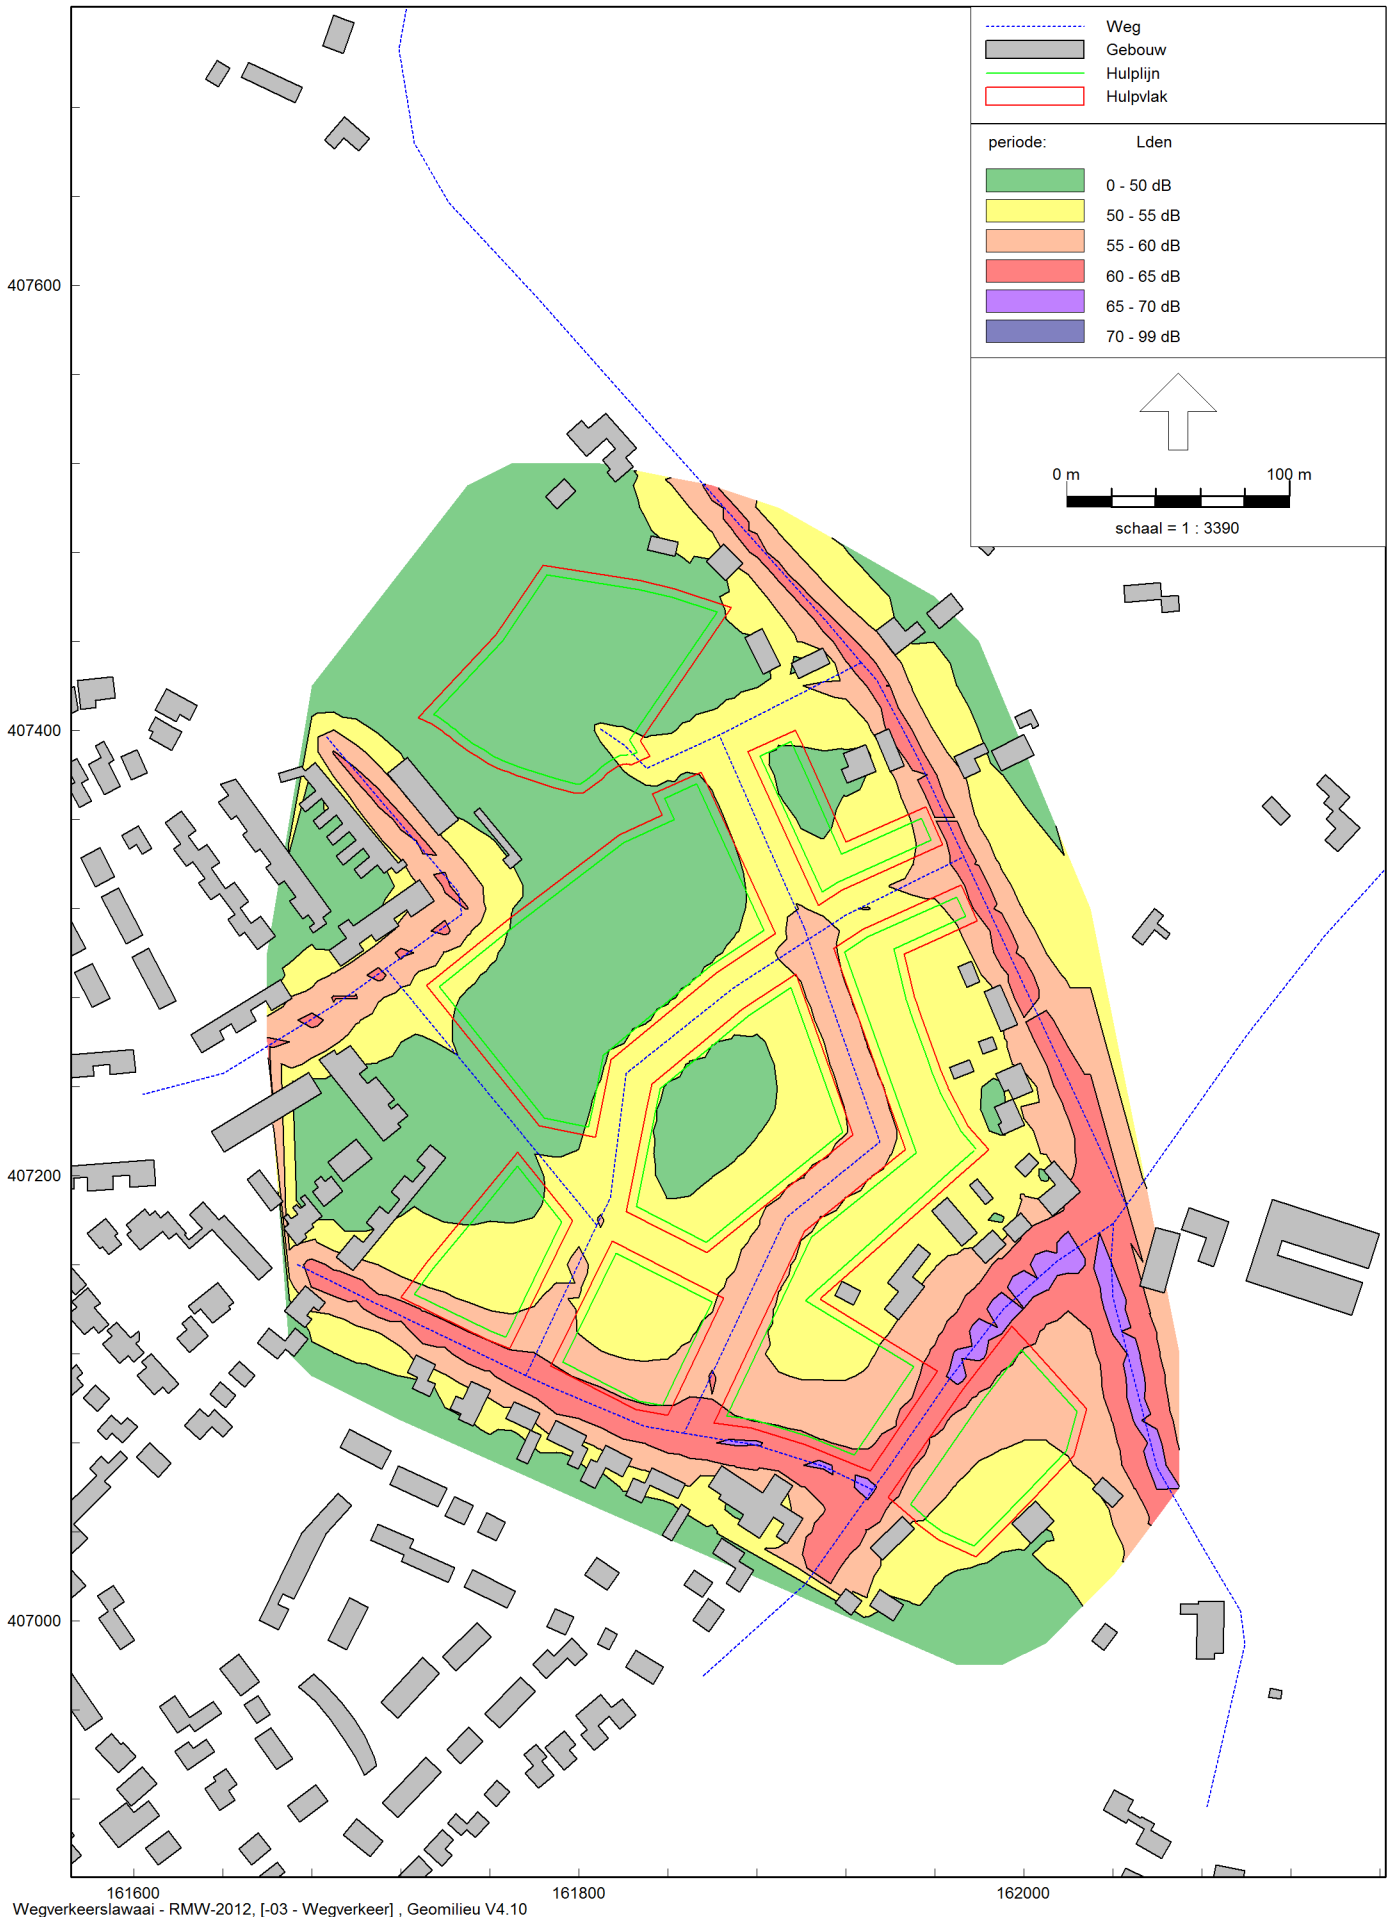 Weg
Gebouw
Hulplijn
Hulpvlak
periode: Lden
0 - 50 dB
50 - 55 dB
55 - 60 dB
60 - 65 dB
65 - 70 dB
70 - 99 dB
0 m 100 m
schaal = 1 : 3390
407600
407400
407200
407000
161600 161800 162000
Wegverkeerslawaai - RMW-2012, [-03 - Wegverkeer] , Geomilieu V4.10